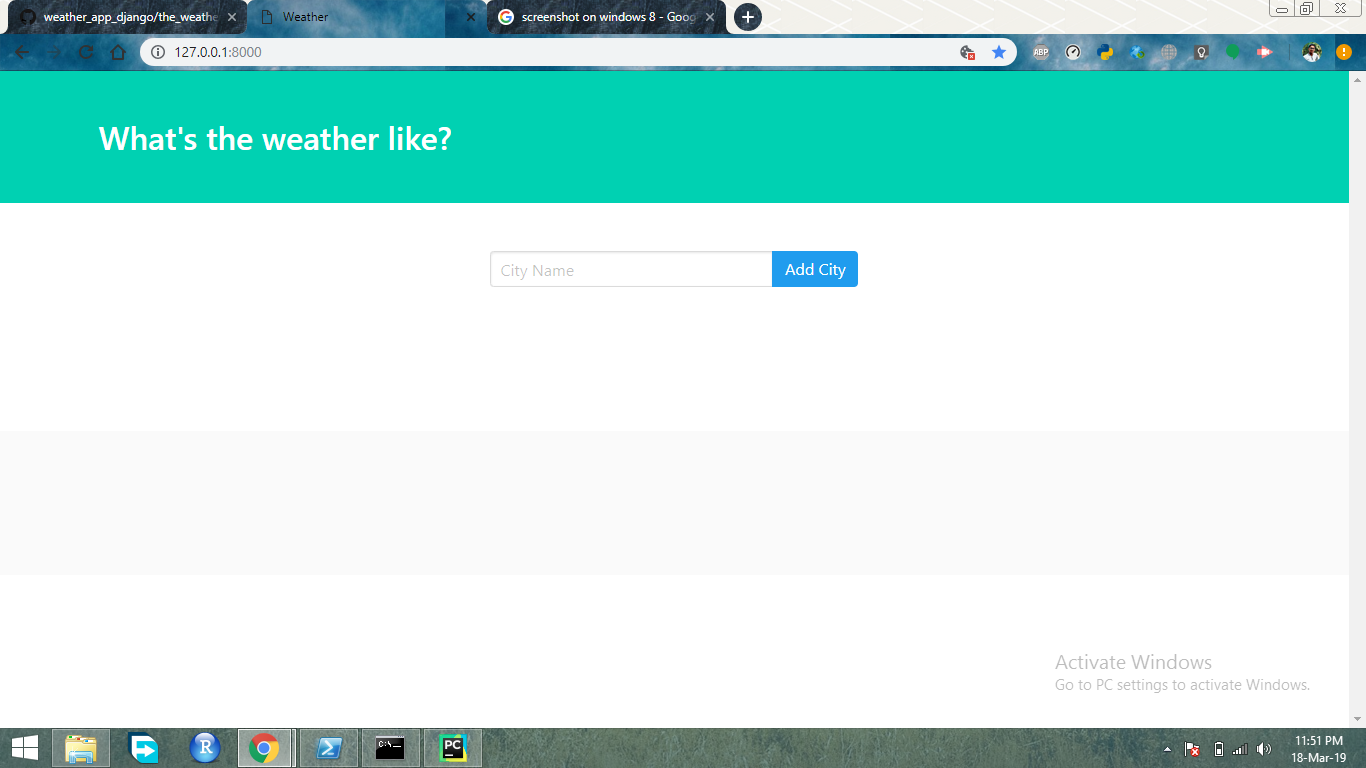 weather_app_django/the_weathe
Weather
screenshot on windows 8 - Goog
127.0.0.1:8000
ABP
What's the weather like?
City Name
Add City
Activate Windows
Go to PC settings to activate Windows.
R
C:\_
PC
11:51 PM
18-Mar-19